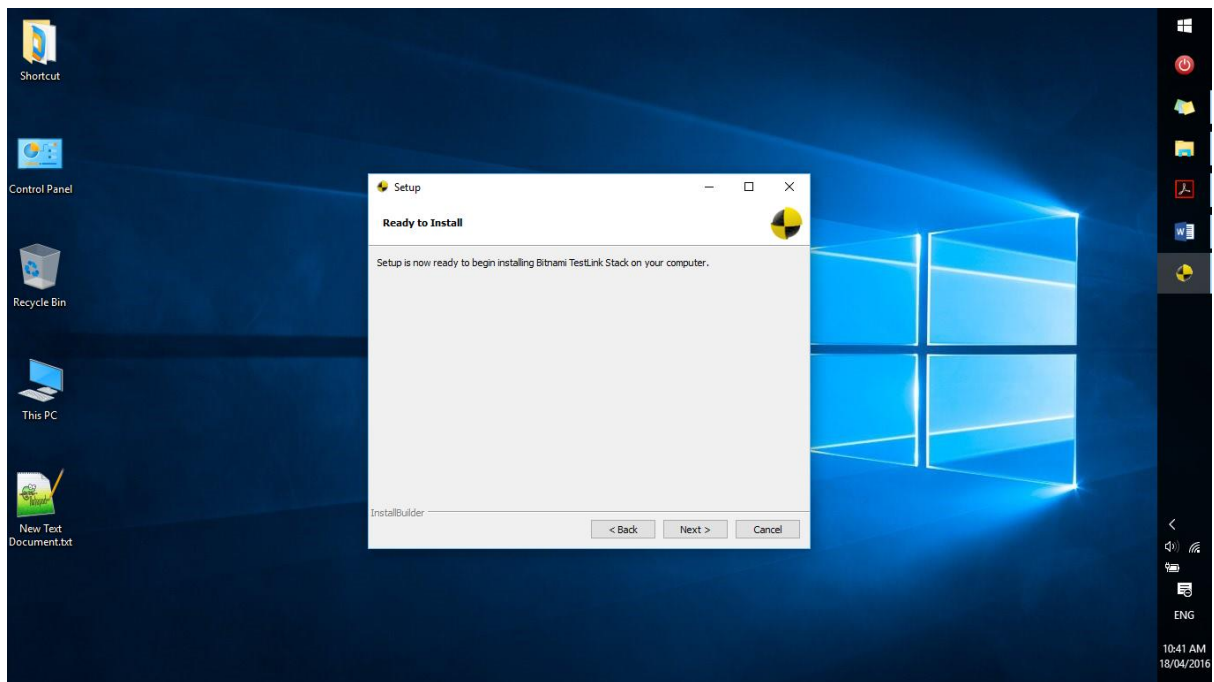 Shortcut
Control Panel
Recycle Bin
This PC
New Text
Document.txt
Setup
Ready to Install
Setup is now ready to begin installing Bitnami TestLink Stack on your computer.
InstallBuilder
< Back
Next >
Cancel
ENG
10:41 AM
18/04/2016